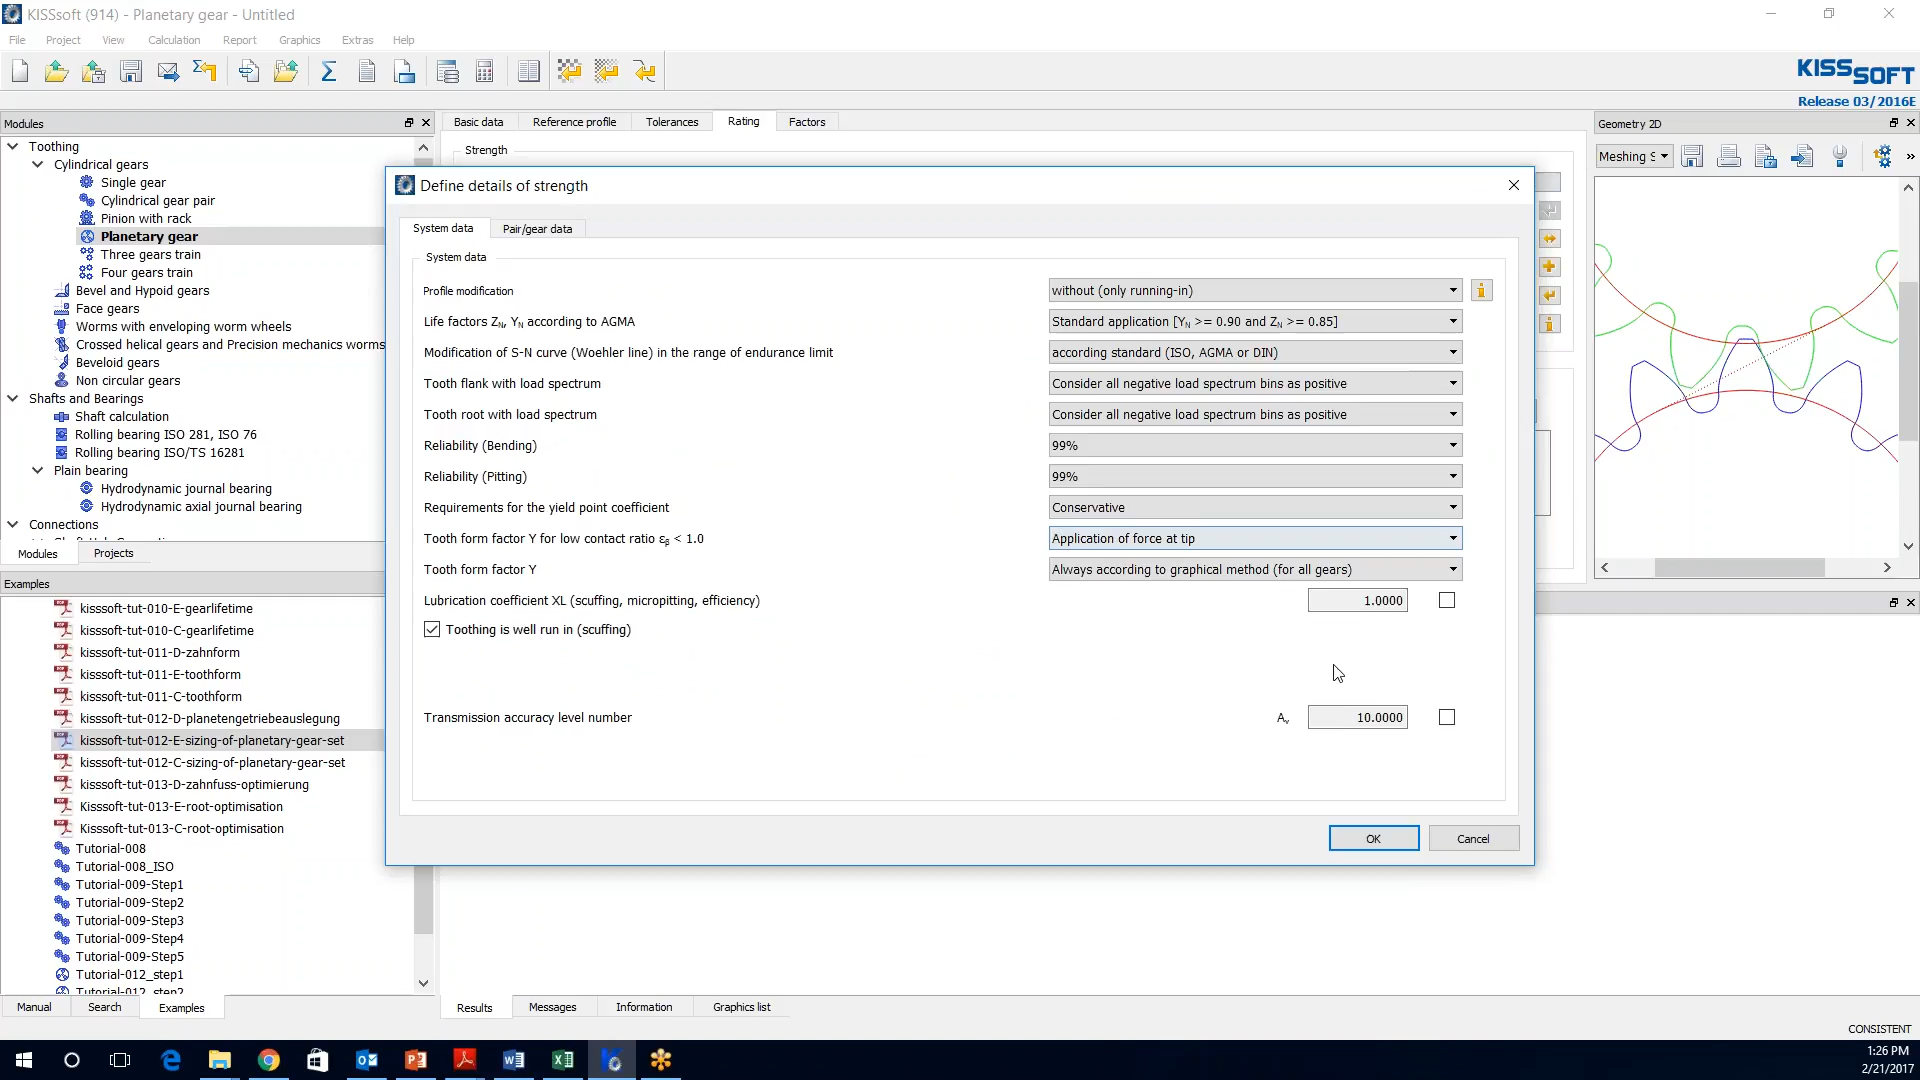 KISSsoft (914) - Planetary gear - Untitled
File Project View Calculation Report Graphics Extras Help
KISSSOFT
Release 03/2016E
Modules
Toothing
Cylindrical gears
Single gear
Cylindrical gear pair
Pinion with rack
Planetary gear
Three gears train
Four gears train
Bevel and Hypoid gears
Face gears
Worms with enveloping worm wheels
Crossed helical gears and Precision mechanics worms
Beveloid gears
Non circular gears
Shafts and Bearings
Shaft calculation
Rolling bearing ISO 281, ISO 76
Rolling bearing ISO/TS 16281
Plain bearing
Hydrodynamic journal bearing
Hydrodynamic axial journal bearing
Connections
Modules Projects
Examples
kisssoft-tut-010-E-gearlifetime
kisssoft-tut-010-C-gearlifetime
kisssoft-tut-011-D-zahnform
kisssoft-tut-011-E-toothform
kisssoft-tut-011-C-toothform
kisssoft-tut-012-D-planetengetriebeauslegung
kisssoft-tut-012-E-sizing-of-planetary-gear-set
kisssoft-tut-012-C-sizing-of-planetary-gear-set
kisssoft-tut-013-D-zahnfuss-optimierung
Kisssoft-tut-013-E-root-optimisation
Kisssoft-tut-013-C-root-optimisation
Tutorial-008
Tutorial-008_ISO
Tutorial-009-Step1
Tutorial-009-Step2
Tutorial-009-Step3
Tutorial-009-Step4
Tutorial-009-Step5
Tutorial-012_step1
Tutorial-012_step2
Manual Search Examples
Basic data Reference profile Tolerances Rating Factors
Strength
Define details of strength
System data Pair/gear data
System data
Profile modification without (only running-in)
Life factors ZN, YN according to AGMA Standard application [YN >= 0.90 and ZN >= 0.85]
Modification of S-N curve (Woehler line) in the range of endurance limit according standard (ISO, AGMA or DIN)
Tooth flank with load spectrum Consider all negative load spectrum bins as positive
Tooth root with load spectrum Consider all negative load spectrum bins as positive
Reliability (Bending) 99%
Reliability (Pitting) 99%
Requirements for the yield point coefficient Conservative
Tooth form factor Y for low contact ratio εβ < 1.0 Application of force at tip
Tooth form factor Y Always according to graphical method (for all gears)
Lubrication coefficient XL (scuffing, micropitting, efficiency) 1.0000
Toothing is well run in (scuffing)
Transmission accuracy level number Av 10.0000
OK Cancel
Geometry 2D
Meshing S
Results Messages Information Graphics list
CONSISTENT
1:26 PM
2/21/2017